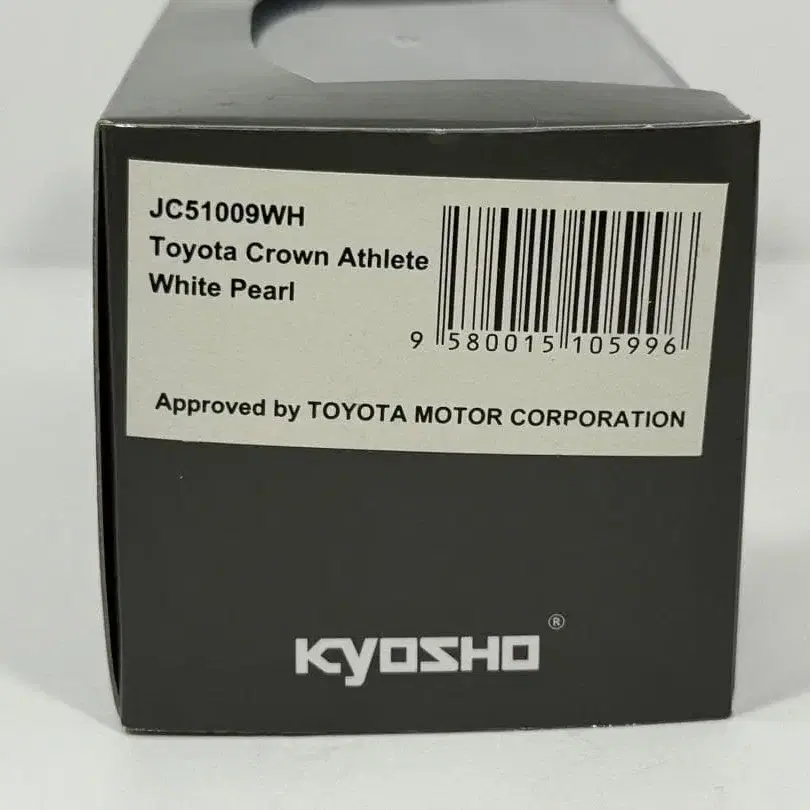 JC51009WH
Toyota Crown Athlete
White Pearl
9 580015 105996
Approved by TOYOTA MOTOR CORPORATION
KYOSHO ®